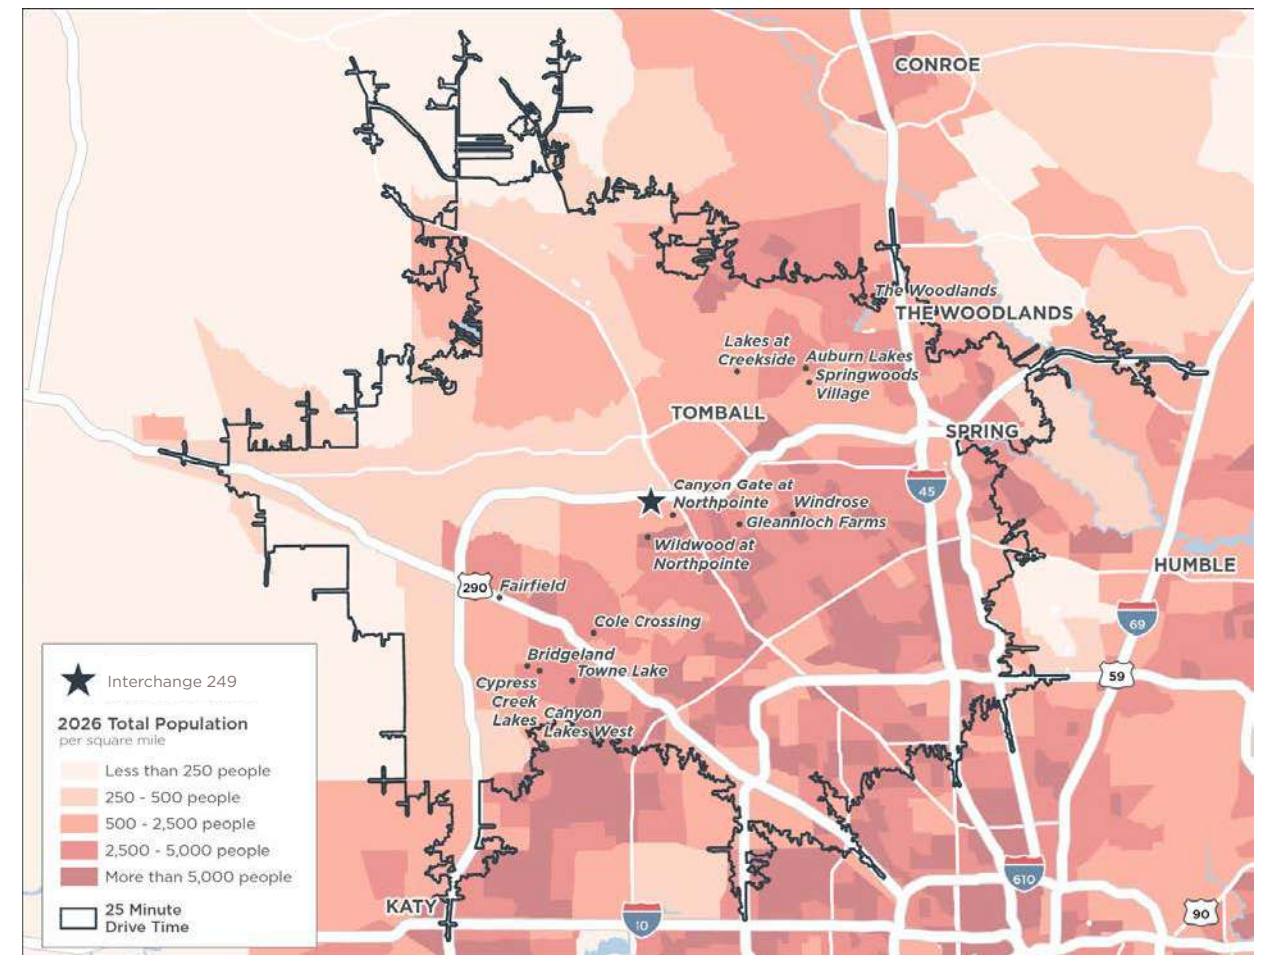 CONROE
The Woodlands
THE WOODLANDS
Lakes at
Creekside
Auburn Lakes
Springwoods
Village
TOMBALL
SPRING
45
Canyon Gate at
Northpointe
Windrose
Gleannloch Farms
Wildwood at
Northpointe
HUMBLE
290
Fairfield
69
Cole Crossing
Bridgeland
Towne Lake
59
Cypress
Creek
Lakes
Canyon
Lakes West
Interchange 249
2026 Total Population
per square mile
Less than 250 people
250 - 500 people
500 - 2,500 people
2,500 - 5,000 people
More than 5,000 people
25 Minute
Drive Time
610
KATY
10
90